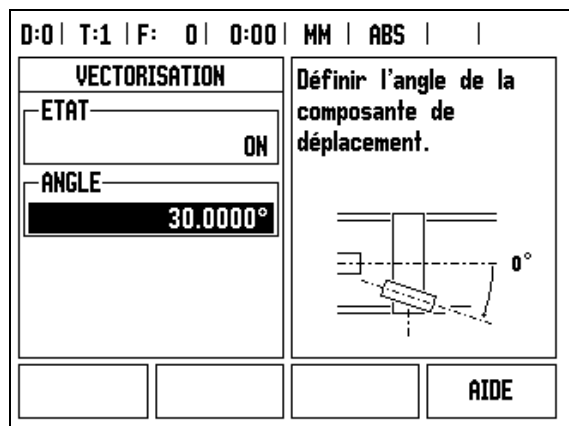 D:0 | T:1 | F: 0 | 0:00 | MM | ABS | |
VECTORISATION
ETAT
ON
ANGLE
30.0000°
Définir l'angle de la
composante de
déplacement.
0°
AIDE